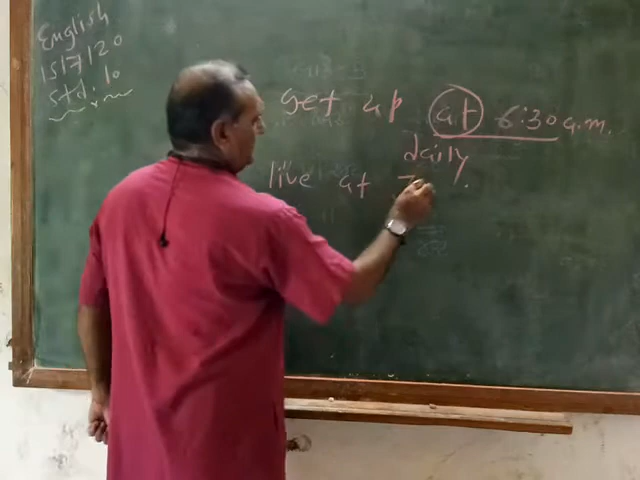 English
15/7/20
std. 10
get up at 6:30 a.m.
daily.
live at